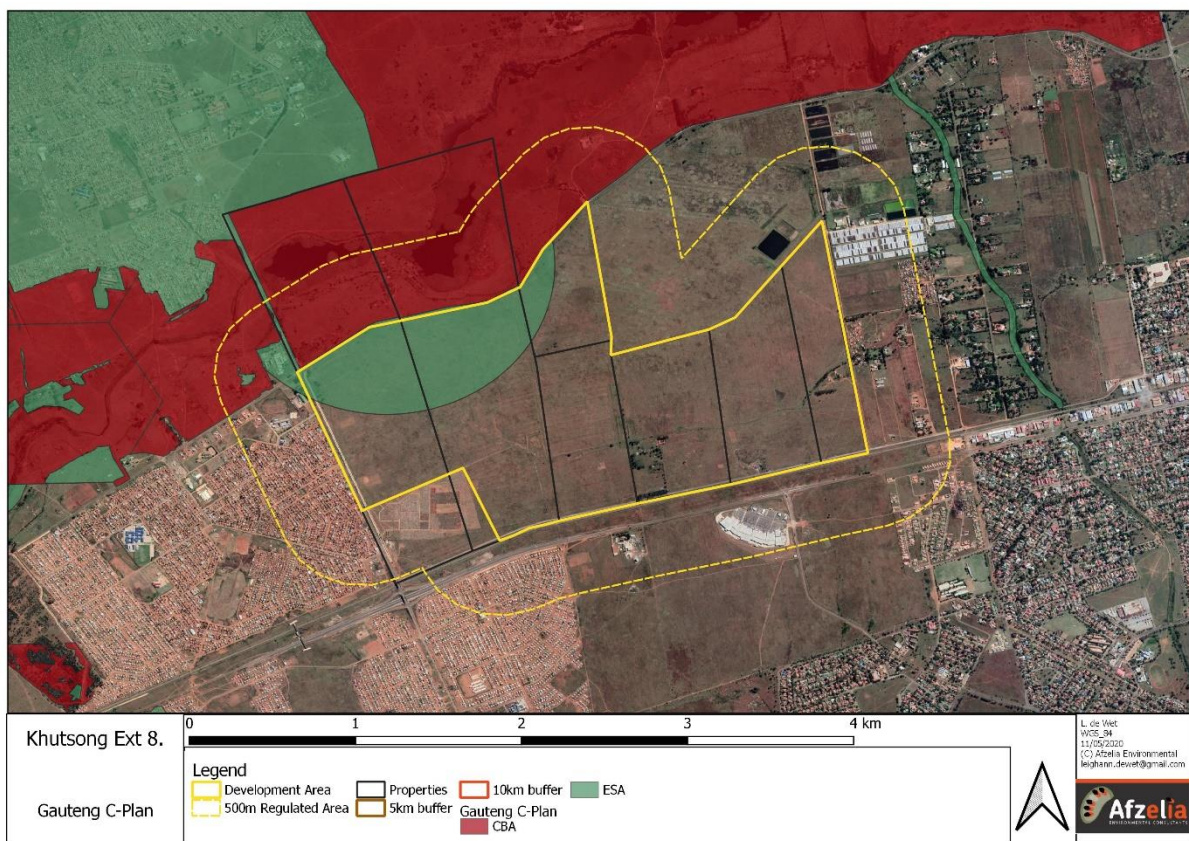 0 1 2 3 4 km
Khutsong Ext 8.
Gauteng C-Plan
Legend
Development Area
500m Regulated Area
Properties
5km buffer
10km buffer
Gauteng C-Plan
CBA
ESA
L. de Wet
WGS_84
11/05/2020
(C) Afzelia Environmental
leighann.dewet@gmail.com
Afzelia
ENVIRONMENTAL CONSULTANTS